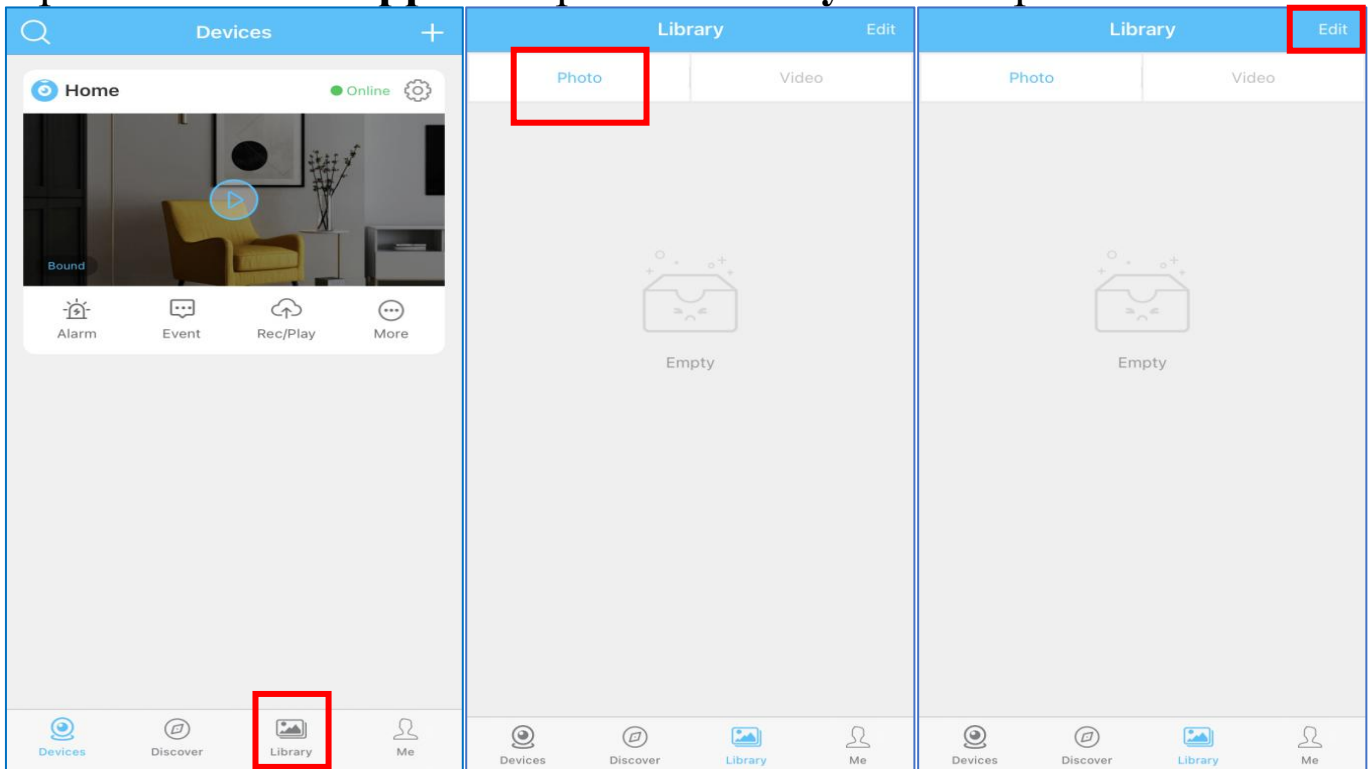 Devices
Home
Online
Bound
Alarm Event Rec/Play More
Devices Discover Library Me
Library Edit
Photo Video
Empty
Devices Discover Library Me
Library Edit
Photo Video
Empty
Devices Discover Library Me